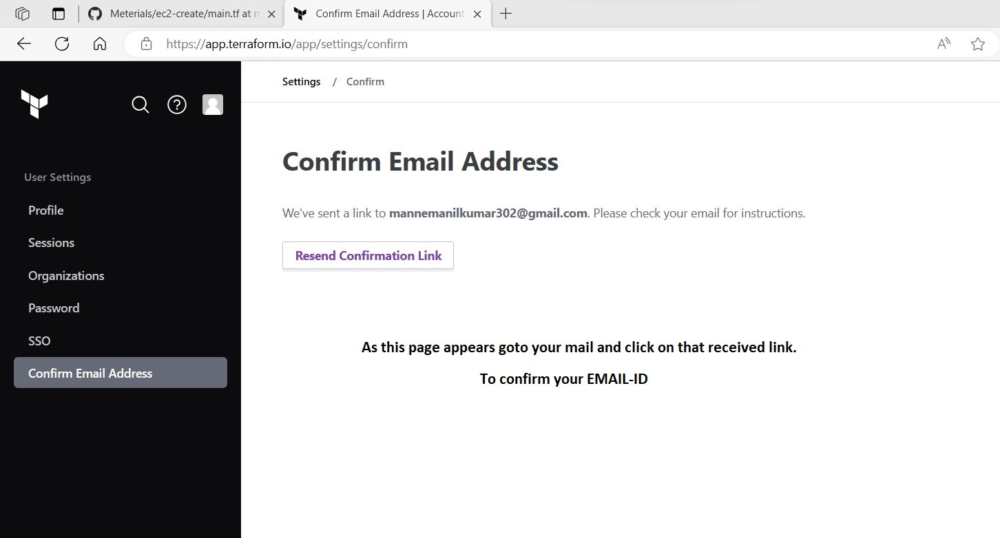 Meterials/ec2-create/main.tf at m
Confirm Email Address | Account
https://app.terraform.io/app/settings/confirm
Settings / Confirm
User Settings
Profile
Sessions
Organizations
Password
SSO
Confirm Email Address
Confirm Email Address
We've sent a link to mannemanilkumar302@gmail.com. Please check your email for instructions.
Resend Confirmation Link
As this page appears goto your mail and click on that received link.
To confirm your EMAIL-ID